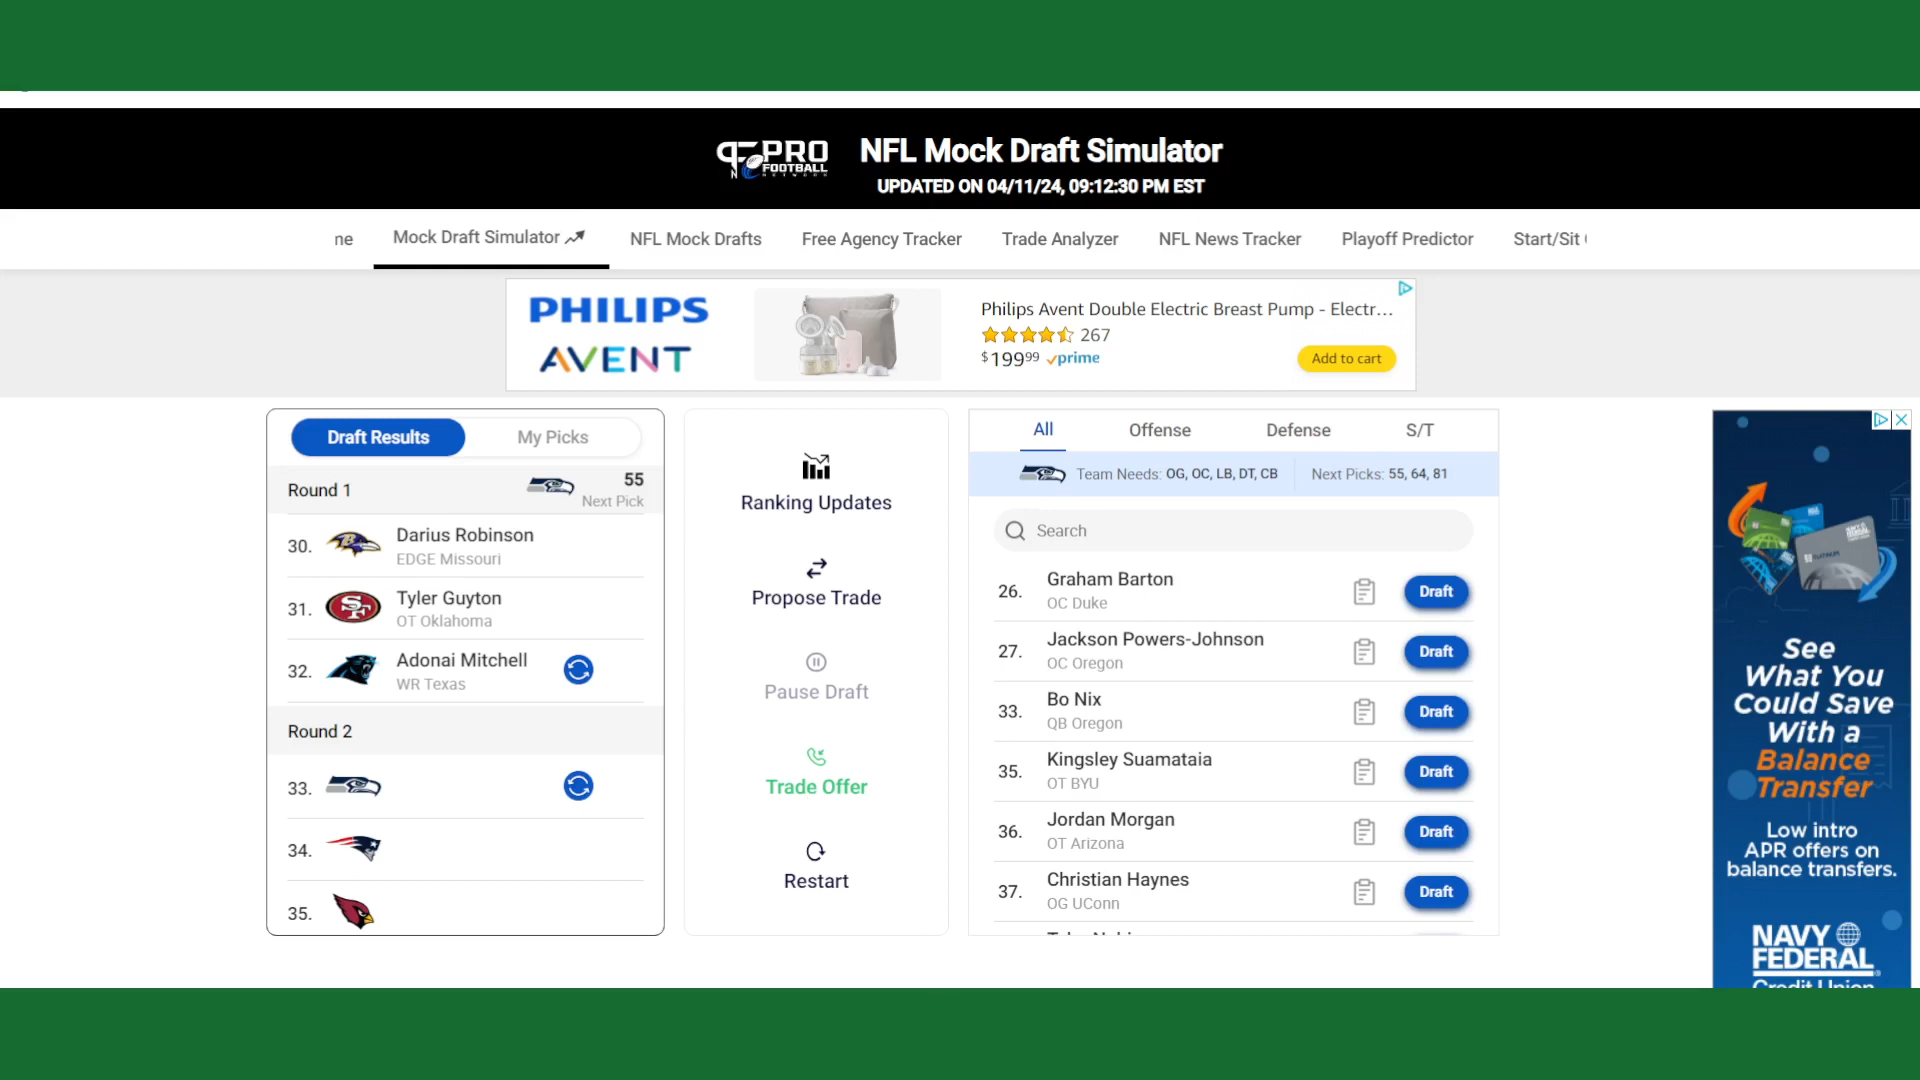 PRO
FOOTBALL
NETWORK
NFL Mock Draft Simulator
UPDATED ON 04/11/24, 09:12:30 PM EST
ne
Mock Draft Simulator
NFL Mock Drafts
Free Agency Tracker
Trade Analyzer
NFL News Tracker
Playoff Predictor
Start/Sit
PHILIPS
AVENT
Philips Avent Double Electric Breast Pump - Electr...
267
$199.99 prime
Add to cart
Draft Results
My Picks
Round 1
55
Next Pick
30.
Darius Robinson
EDGE Missouri
31.
Tyler Guyton
OT Oklahoma
32.
Adonai Mitchell
WR Texas
Round 2
33.
34.
35.
Ranking Updates
Propose Trade
Pause Draft
Trade Offer
Restart
All
Offense
Defense
S/T
Team Needs: OG, OC, LB, DT, CB
Next Picks: 55, 64, 81
Search
26.
Graham Barton
OC Duke
Draft
27.
Jackson Powers-Johnson
OC Oregon
Draft
33.
Bo Nix
QB Oregon
Draft
35.
Kingsley Suamataia
OT BYU
Draft
36.
Jordan Morgan
OT Arizona
Draft
37.
Christian Haynes
OG UConn
Draft
See
What You
Could Save
With a
Balance
Transfer
Low intro
APR offers on
balance transfers.
NAVY
FEDERAL
Credit Union